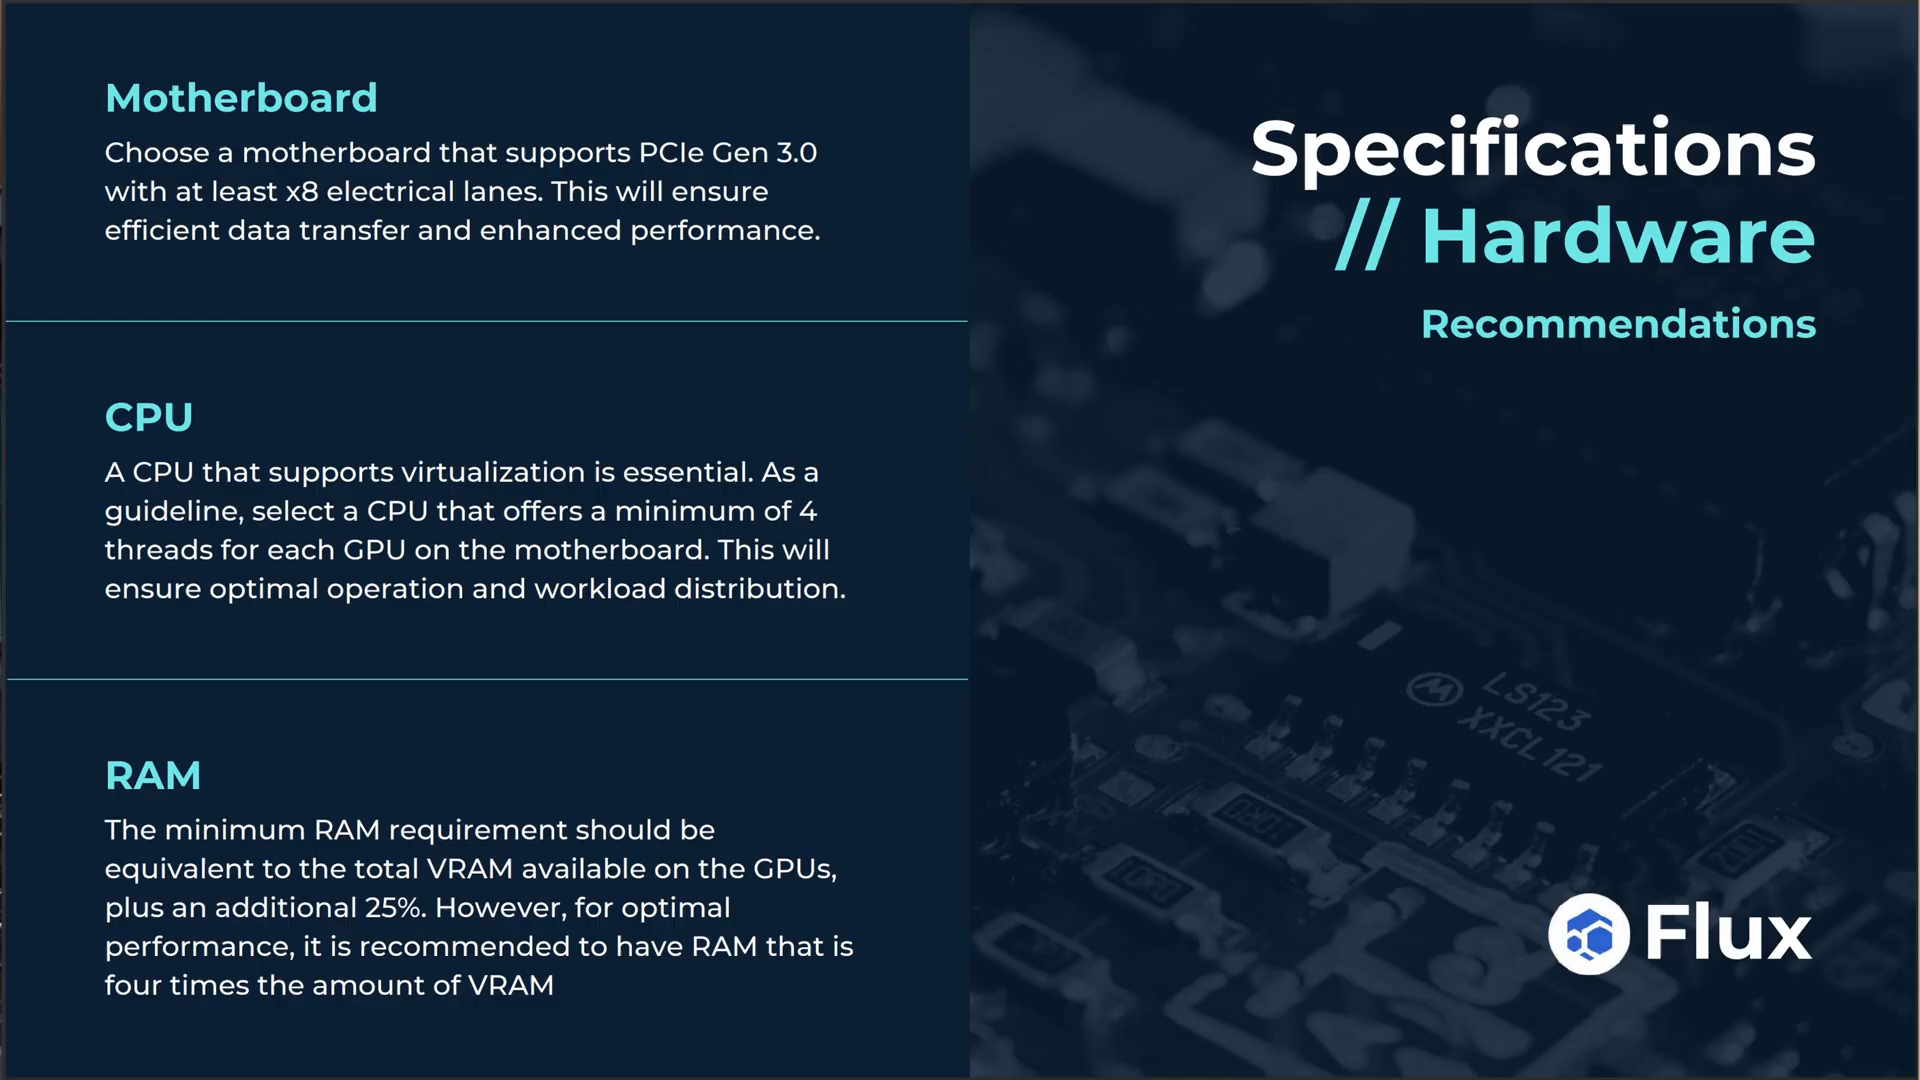 Motherboard
Choose a motherboard that supports PCIe Gen 3.0
with at least x8 electrical lanes. This will ensure
efficient data transfer and enhanced performance.
CPU
A CPU that supports virtualization is essential. As a
guideline, select a CPU that offers a minimum of 4
threads for each GPU on the motherboard. This will
ensure optimal operation and workload distribution.
RAM
The minimum RAM requirement should be
equivalent to the total VRAM available on the GPUs,
plus an additional 25%. However, for optimal
performance, it is recommended to have RAM that is
four times the amount of VRAM
Specifications
// Hardware
Recommendations
LS123
XXCL121
Flux